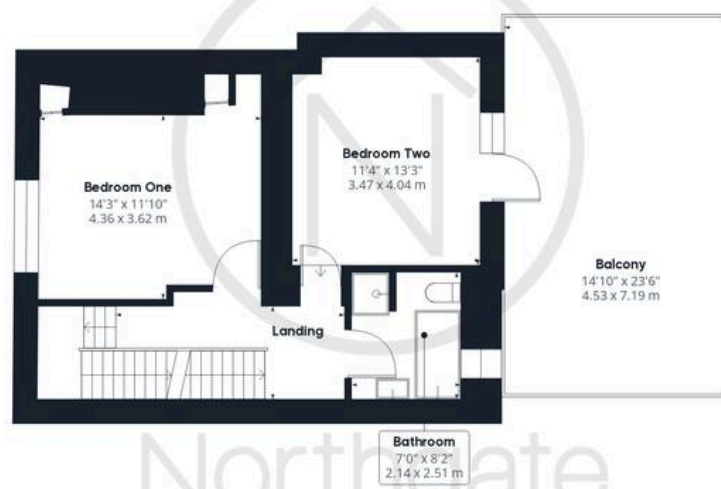 Bedroom One
14'3" x 11'10"
4.36 x 3.62 m
Bedroom Two
11'4" x 13'3"
3.47 x 4.04 m
Balcony
14'10" x 23'6"
4.53 x 7.19 m
Landing
Bathroom
7'0" x 8'2"
2.14 x 2.51 m
Northgate